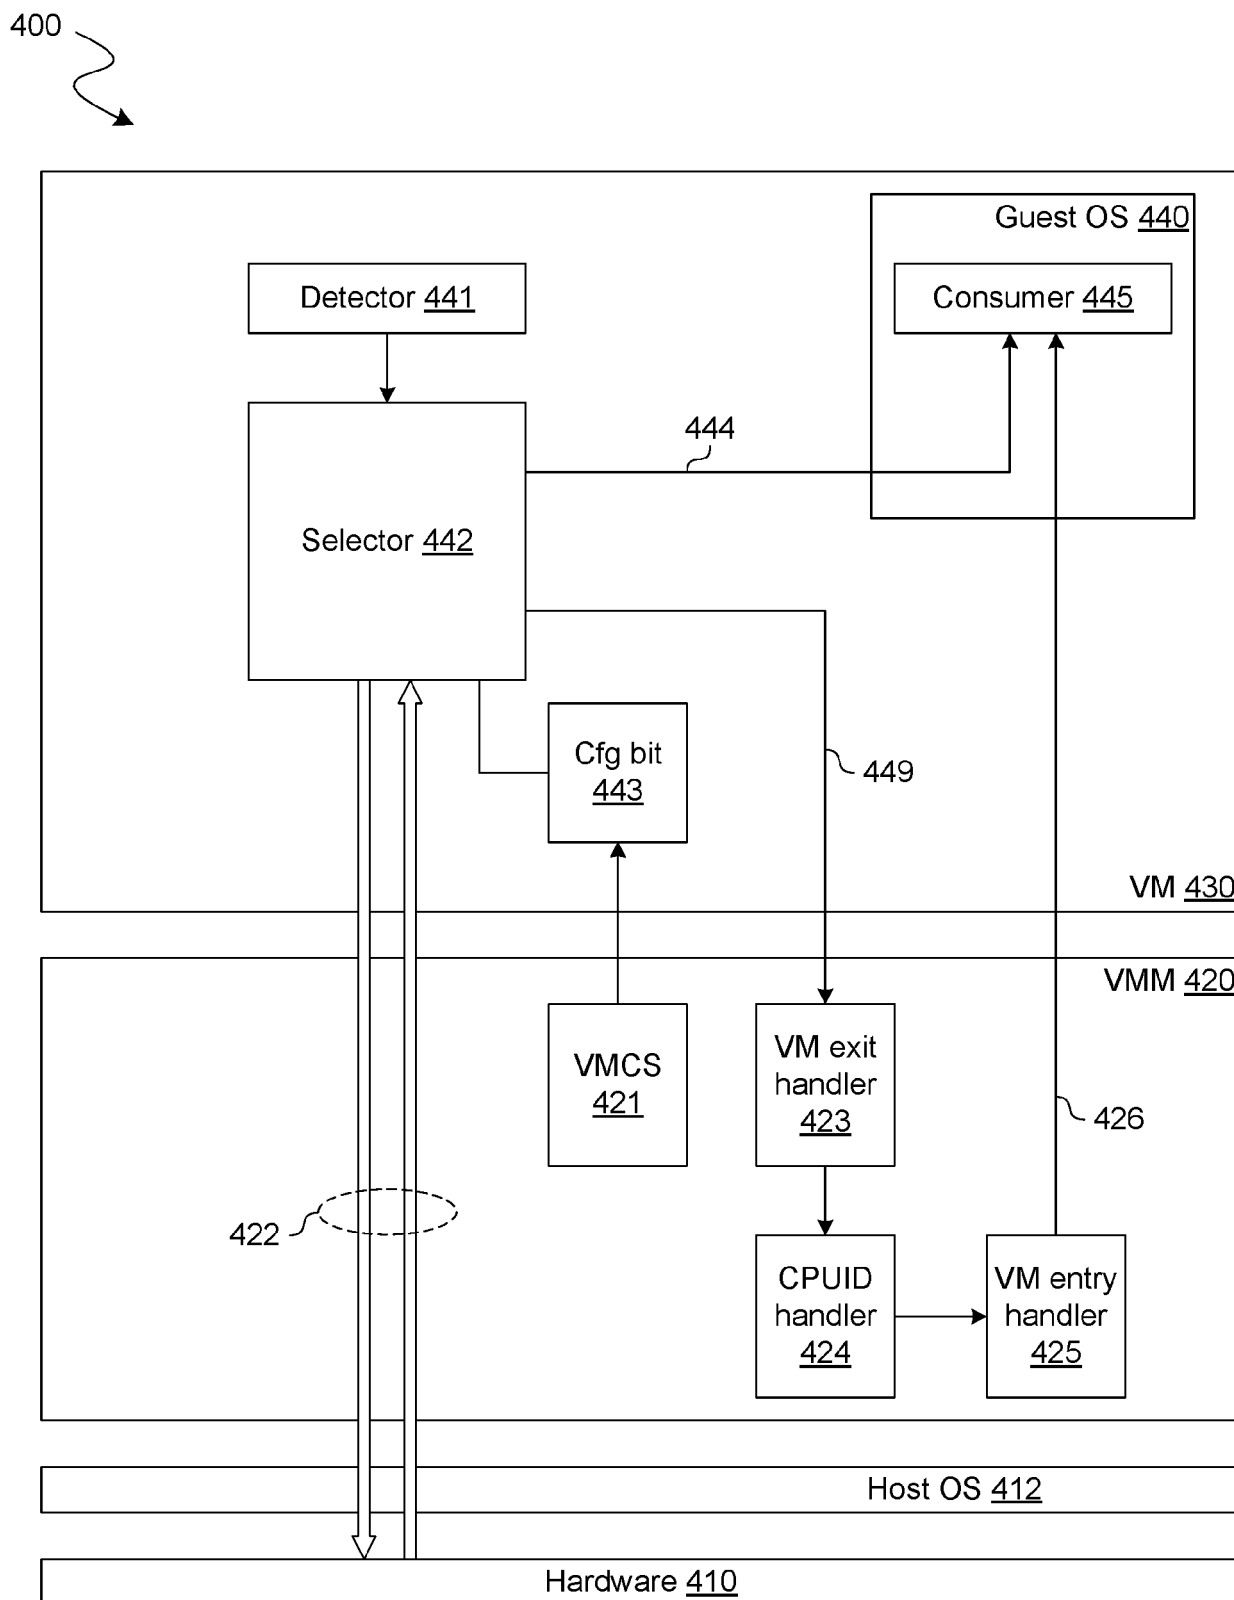 400
Guest OS 440
Detector 441
Consumer 445
444
Selector 442
Cfg bit
443
449
VM 430
VMM 420
VMCS
421
VM exit
handler
423
426
422
CPUID
handler
424
VM entry
handler
425
Host OS 412
Hardware 410